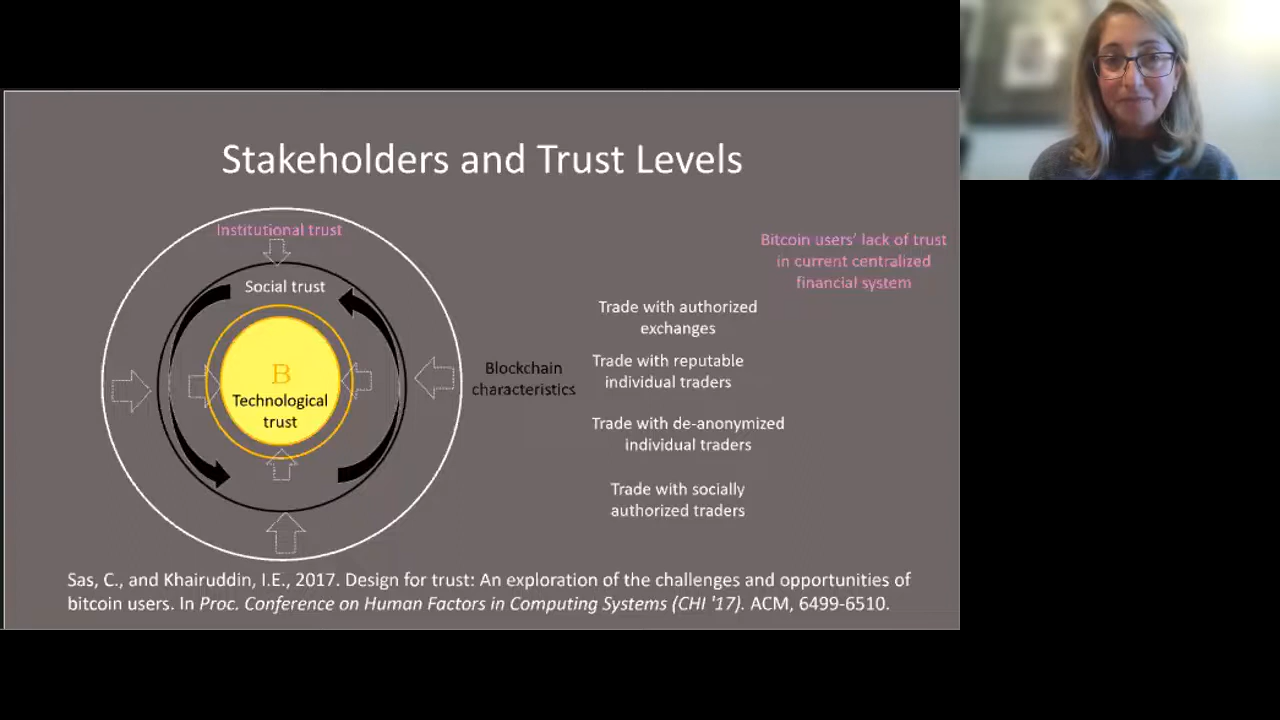 Stakeholders and Trust Levels
Institutional trust
Social trust
B
Technological
trust
Blockchain
characteristics
Bitcoin users' lack of trust
in current centralized
financial system
Trade with authorized
exchanges
Trade with reputable
individual traders
Trade with de-anonymized
individual traders
Trade with socially
authorized traders
Sas, C., and Khairuddin, I.E., 2017. Design for trust: An exploration of the challenges and opportunities of
bitcoin users. In Proc. Conference on Human Factors in Computing Systems (CHI '17). ACM, 6499-6510.